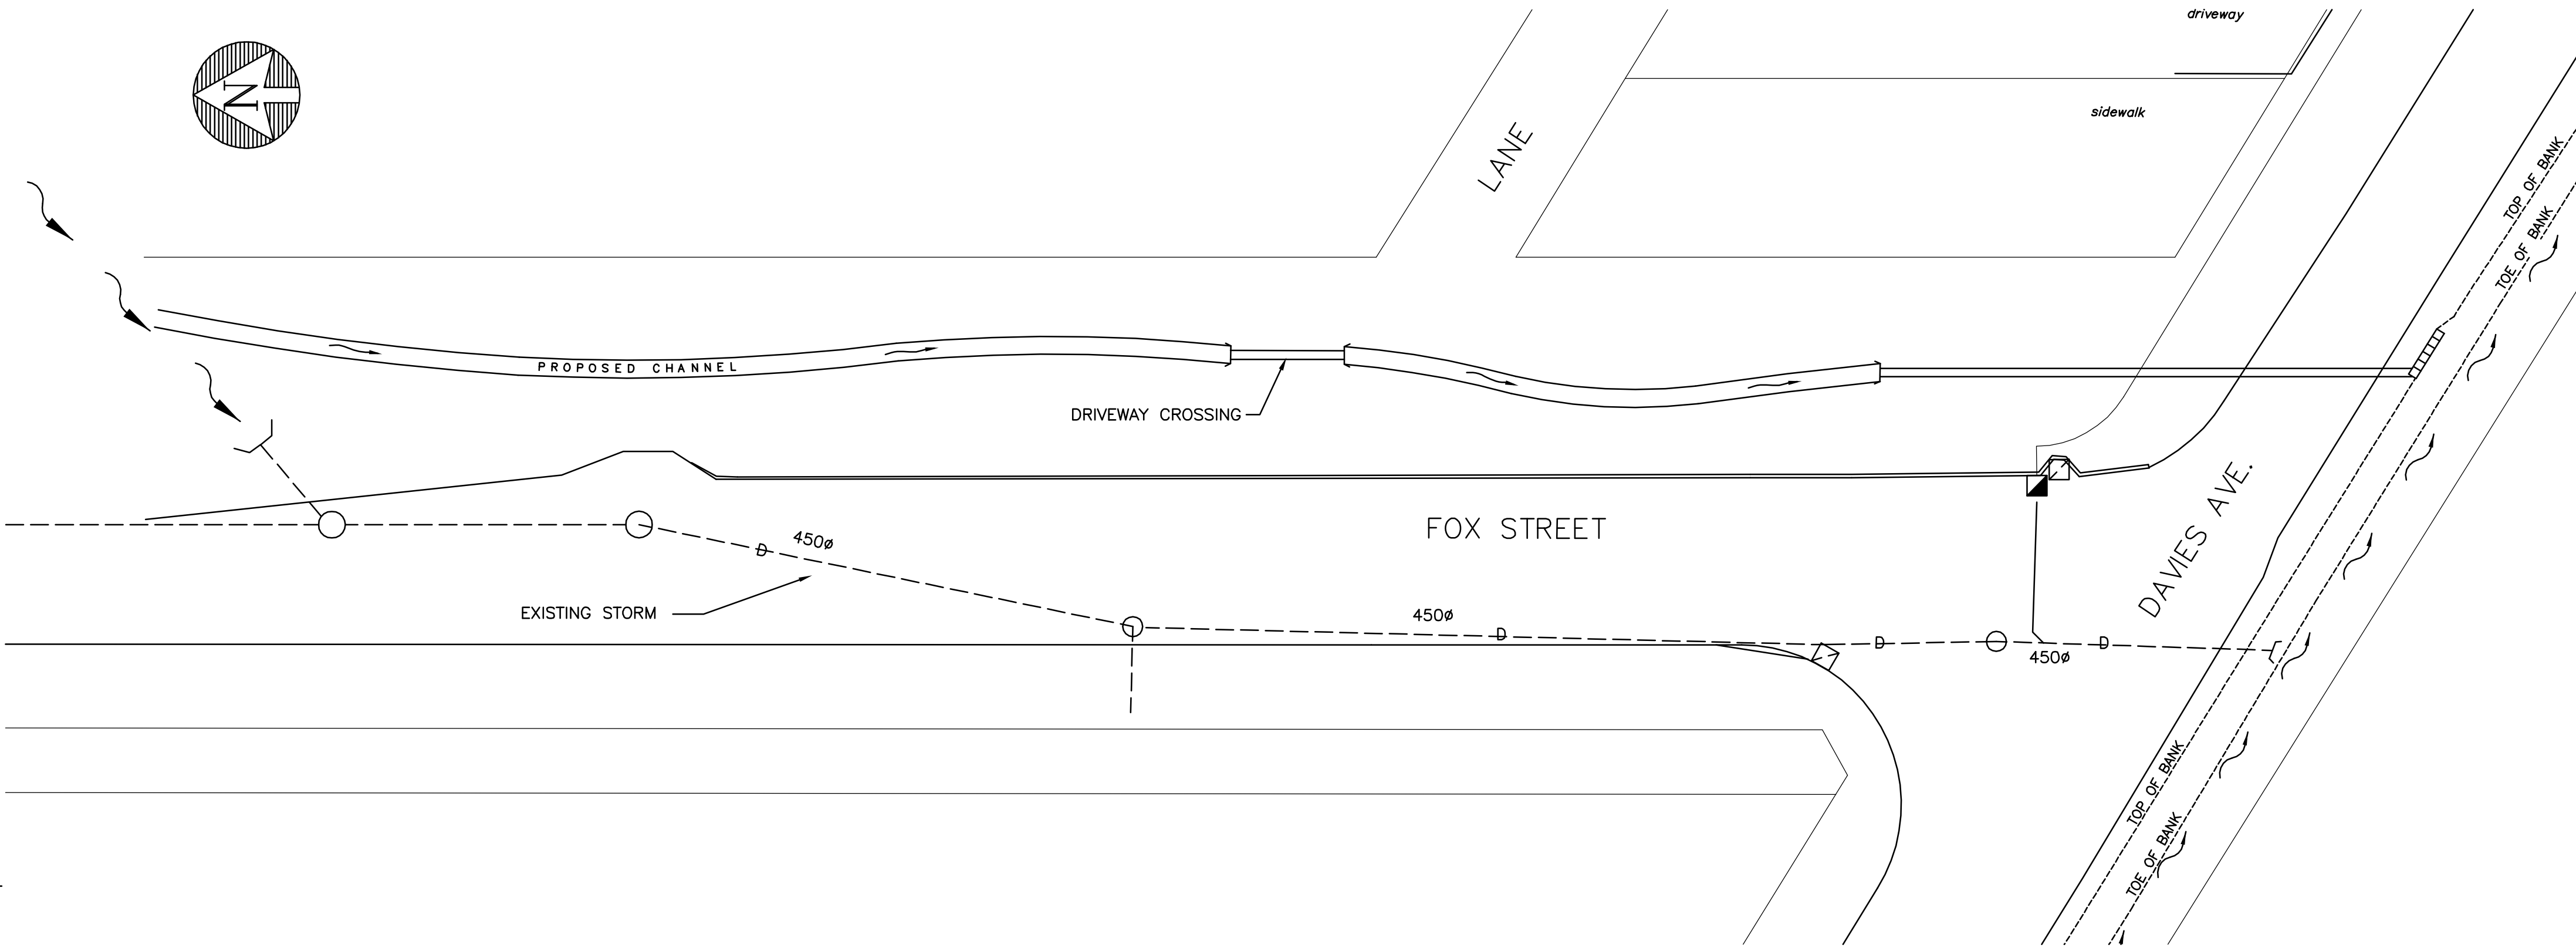 driveway
N
sidewalk
LANE
TOP OF BANK
TOE OF BANK
PROPOSED CHANNEL
DRIVEWAY CROSSING
FOX STREET
DAVIES AVE.
450ø
D
EXISTING STORM
450ø
D
D
D
450ø
TOP OF BANK
TOE OF BANK